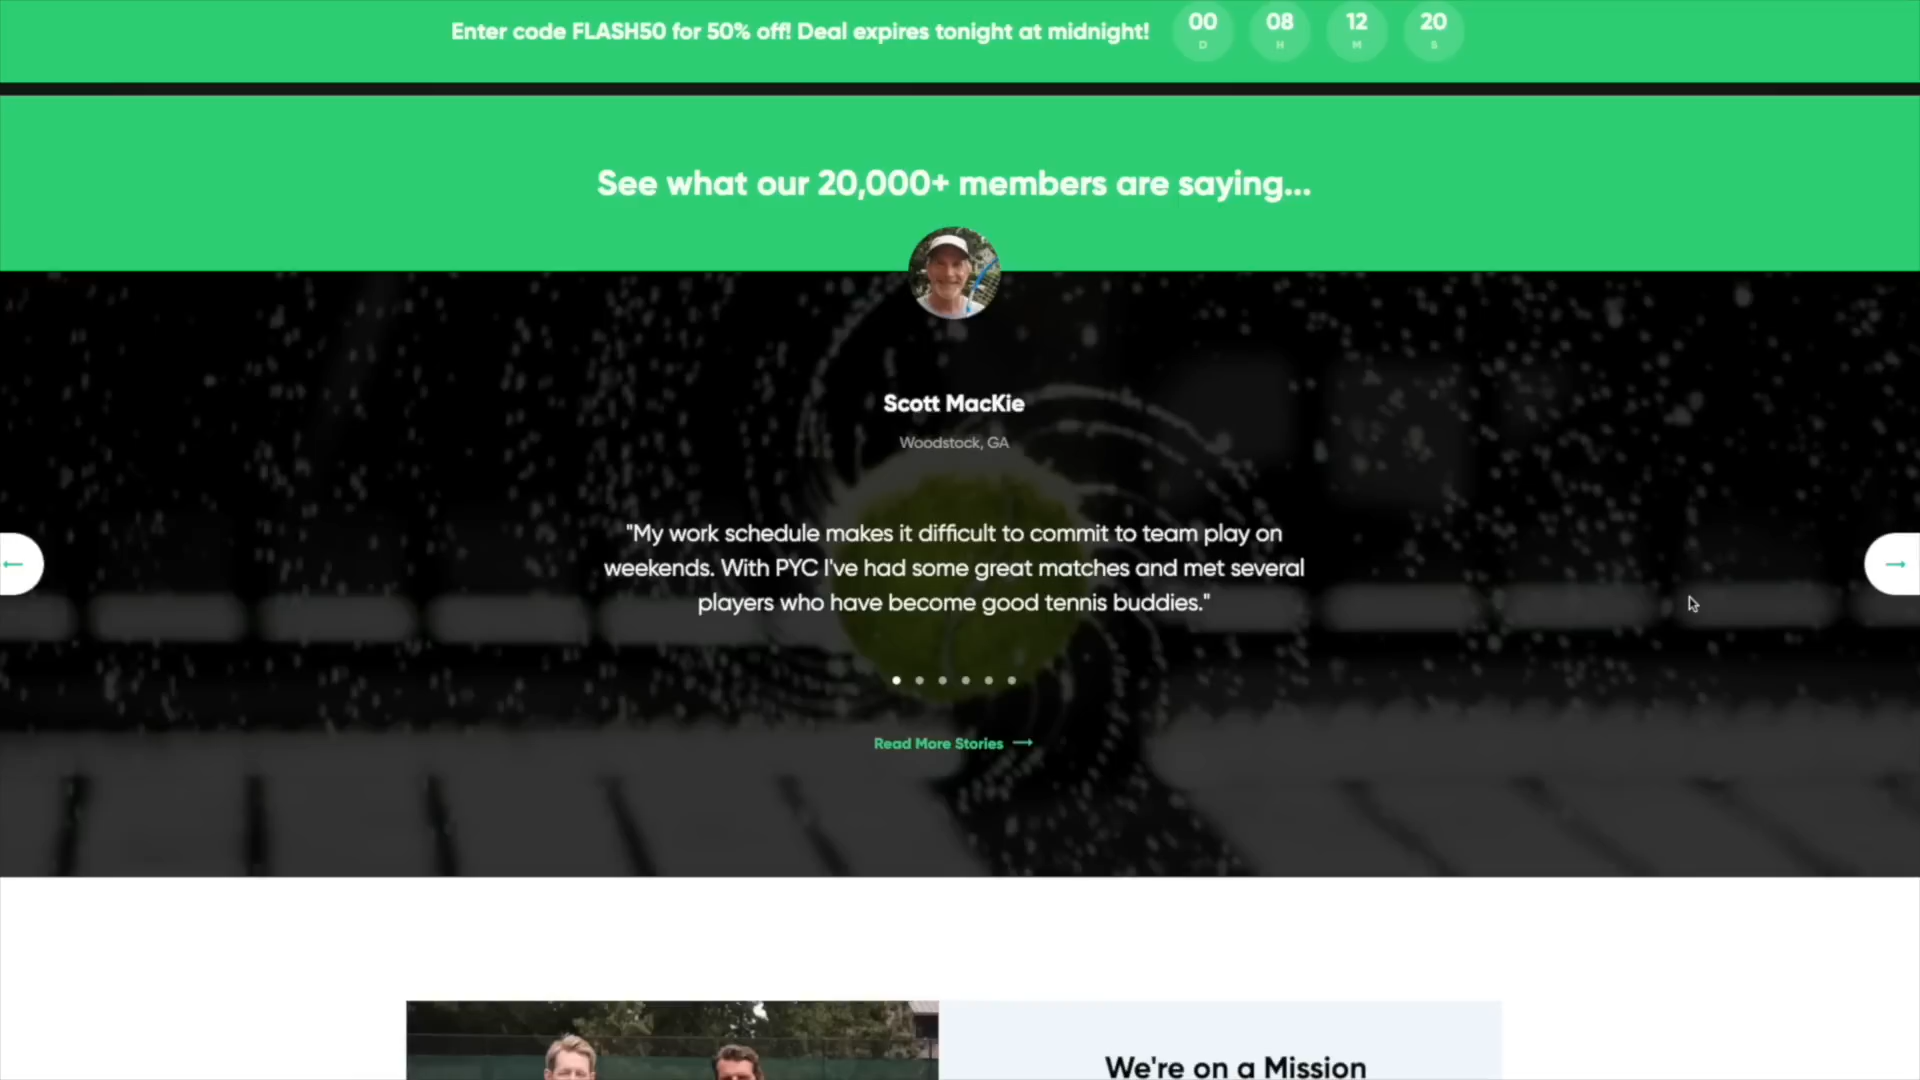 Enter code FLASH50 for 50% off! Deal expires tonight at midnight!
00 08 12 20
D H M S
See what our 20,000+ members are saying...
Scott MacKie
Woodstock, GA
"My work schedule makes it difficult to commit to team play on
weekends. With PYC I've had some great matches and met several
players who have become good tennis buddies."
Read More Stories
We're on a Mission